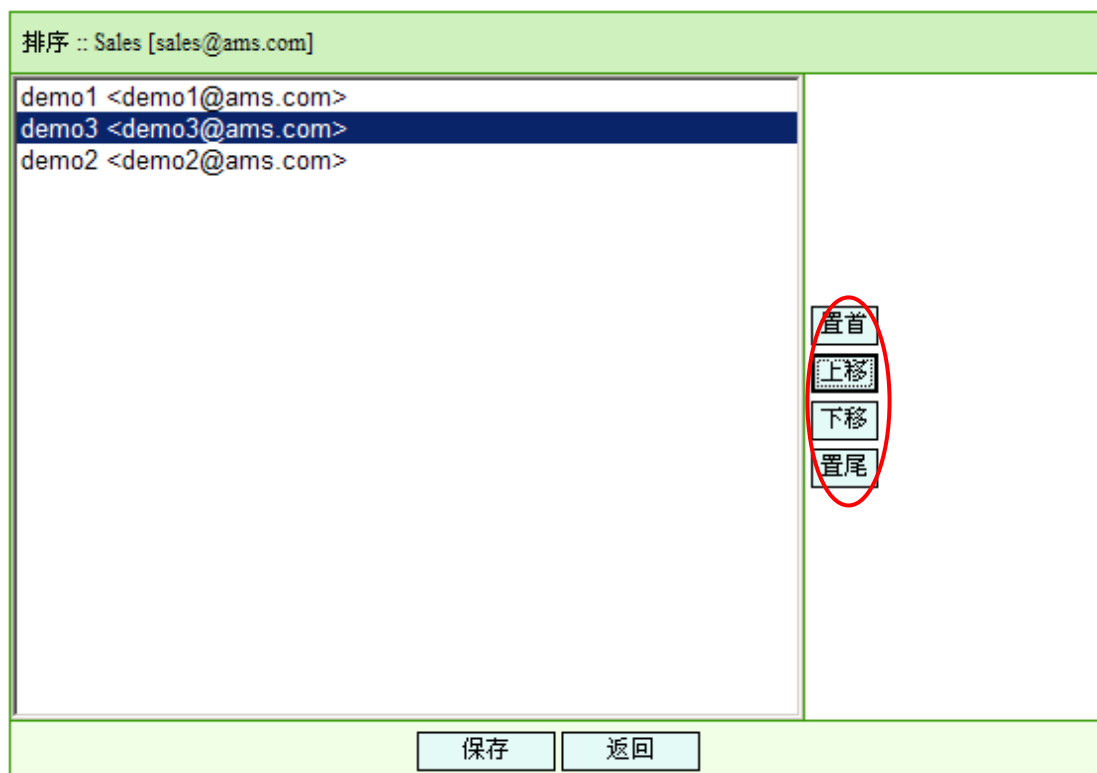 排序 :: Sales [sales@ams.com]
demo1 <demo1@ams.com>
demo3 <demo3@ams.com>
demo2 <demo2@ams.com>
置首
上移
下移
置尾
保存 返回